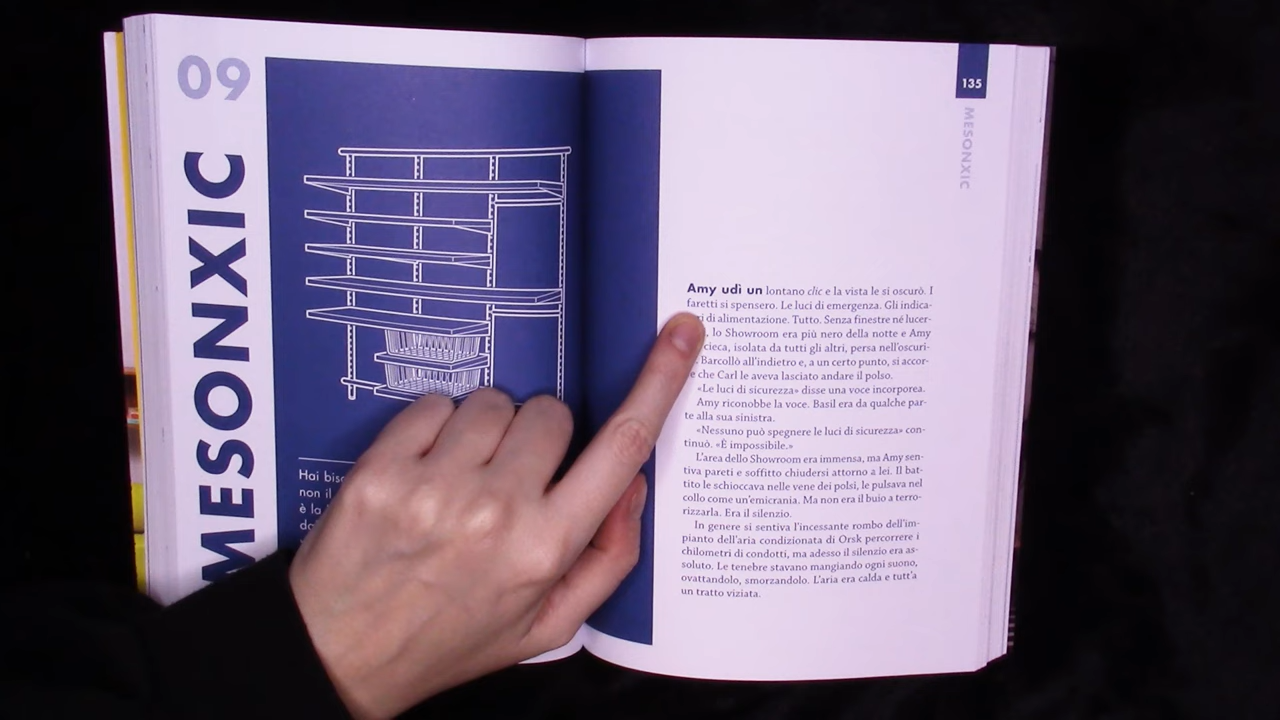 09
MESONXIC
Hai
non il
è la
135
MESONXIC
Amy udì un lontano clic e la vista le si oscurò. I
faretti si spensero. Le luci di emergenza. Gli indica-
di alimentazione. Tutto. Senza finestre né lucer-
lo Showroom era più nero della notte e Amy
cieca, isolata da tutti gli altri, persa nell'oscuri-
Barcollò all'indietro e, a un certo punto, si accor-
che Carl le aveva lasciato andare il polso.
«Le luci di sicurezza» disse una voce incorporea.
Amy riconobbe la voce. Basil era da qualche par-
te alla sua sinistra.
«Nessuno può spegnere le luci di sicurezza» con-
tinuò. «È impossibile.»
L'area dello Showroom era immensa, ma Amy sen-
tiva pareti e soffitto chiudersi attorno a lei. Il bat-
tito le schioccava nelle vene dei polsi, le pulsava nel
collo come un'emicrania. Ma non era il buio a terro-
rizzarla. Era il silenzio.
In genere si sentiva l'incessante rombo dell'im-
pianto dell'aria condizionata di Orsk percorrere i
chilometri di condotti, ma adesso il silenzio era as-
soluto. Le tenebre stavano mangiando ogni suono,
ovattandolo, smorzandolo. L'aria era calda e tutt'a
un tratto viziata.